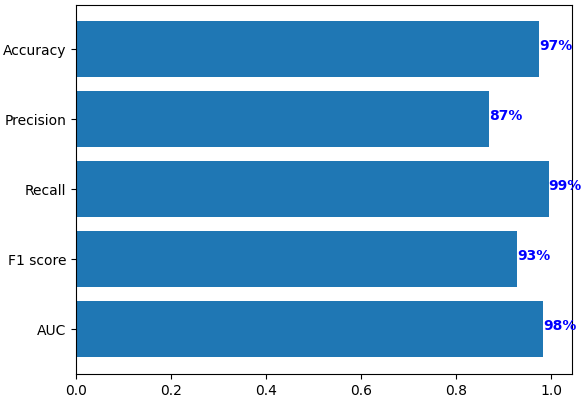 Accuracy 97%
Precision 87%
Recall 99%
F1 score 93%
AUC 98%
0.0 0.2 0.4 0.6 0.8 1.0